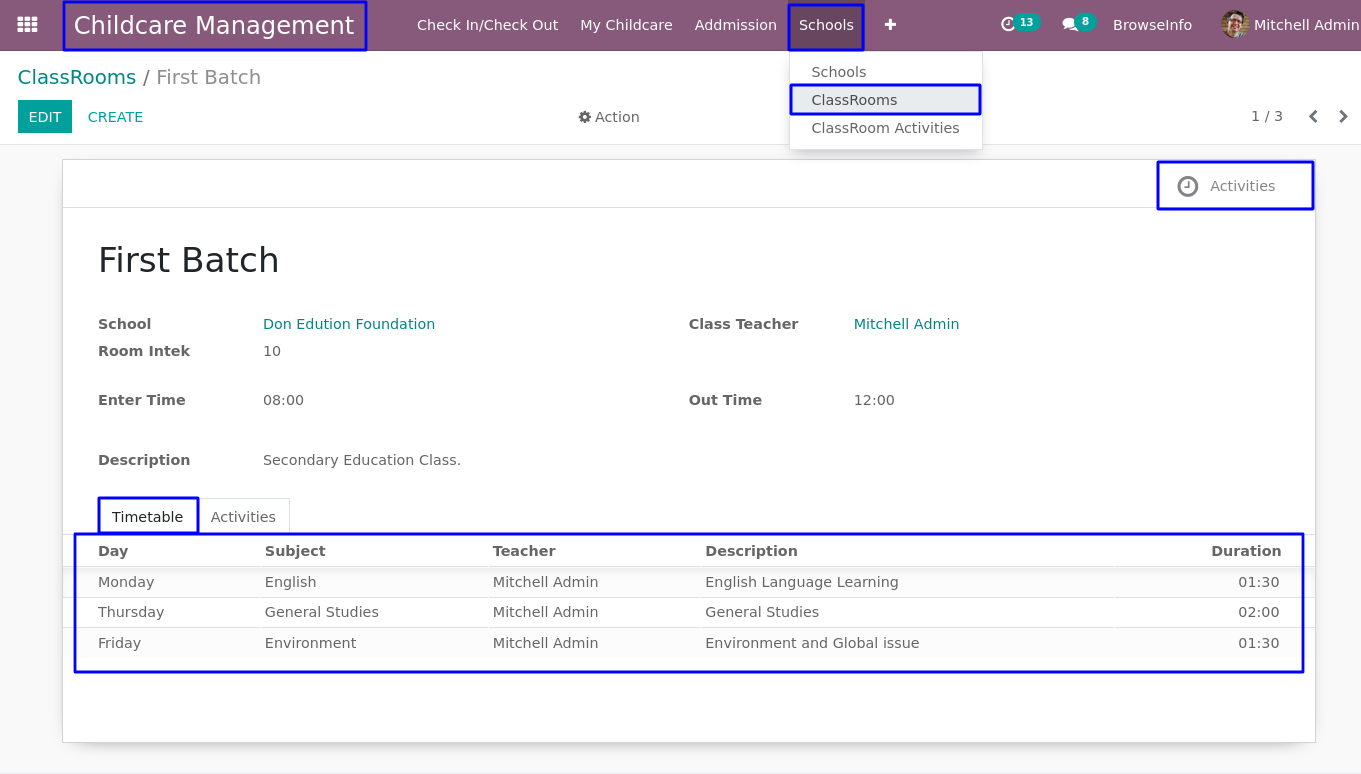 Childcare Management Check In/Check Out My Childcare Addmission Schools + 13 8 BrowseInfo Mitchell Admin
ClassRooms / First Batch
Schools
ClassRooms
ClassRoom Activities
EDIT CREATE Action 1 / 3
Activities
First Batch
School Don Edution Foundation Class Teacher Mitchell Admin
Room Intek 10
Enter Time 08:00 Out Time 12:00
Description Secondary Education Class.
Timetable Activities
Day Subject Teacher Description Duration
Monday English Mitchell Admin English Language Learning 01:30
Thursday General Studies Mitchell Admin General Studies 02:00
Friday Environment Mitchell Admin Environment and Global issue 01:30